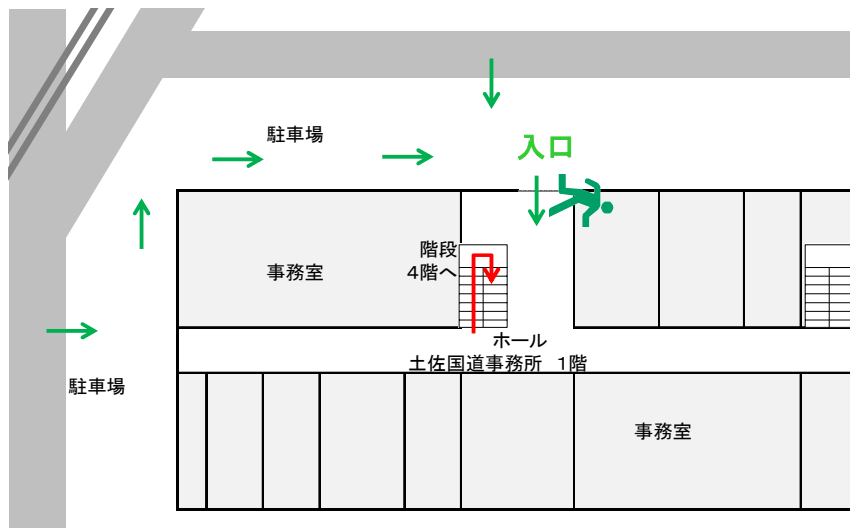 駐車場
入口
階段
4階へ
事務室
ホール
土佐国道事務所 1階
駐車場
事務室